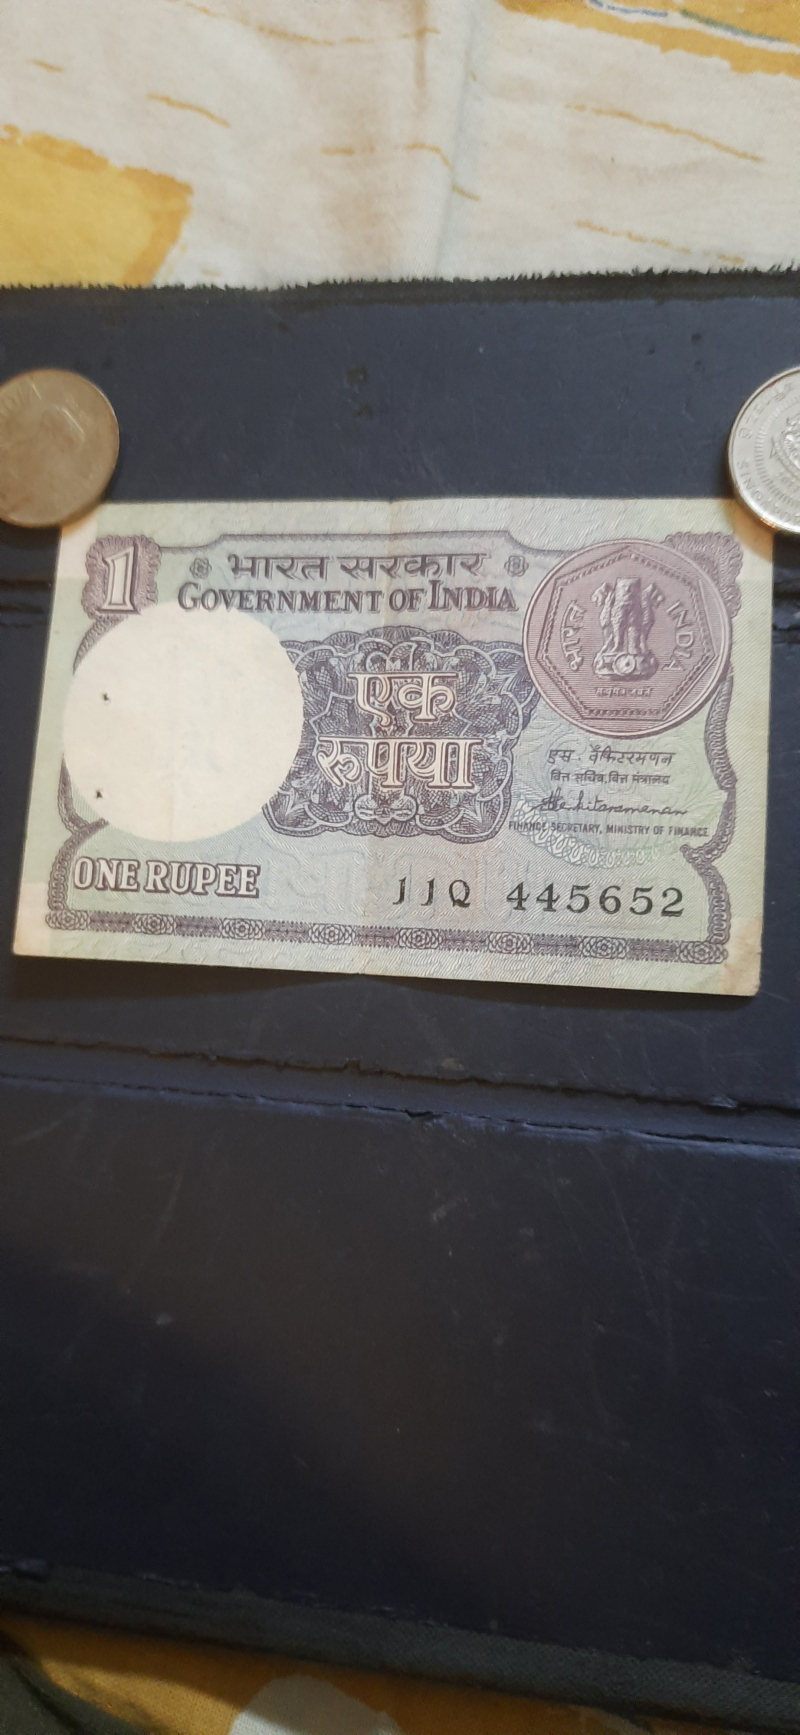 1
भारत सरकार
GOVERNMENT OF INDIA
भारत
INDIA
एक
रुपया
एस. वेंकिटरमणन
वित्त सचिव, वित्त मंत्रालय
FINANCE SECRETARY, MINISTRY OF FINANCE
ONE RUPEE
JJQ 445652